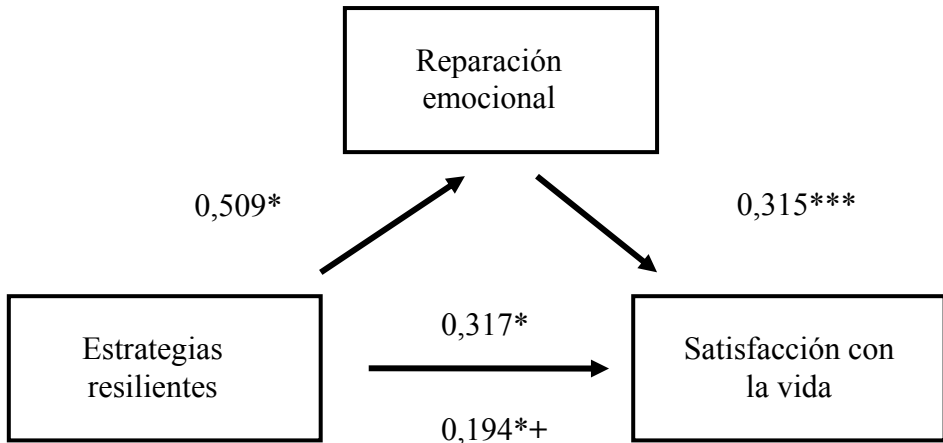 Reparación
emocional
0,509*
0,315***
0,317*
Estrategias
resilientes
Satisfacción con
la vida
0,194*+